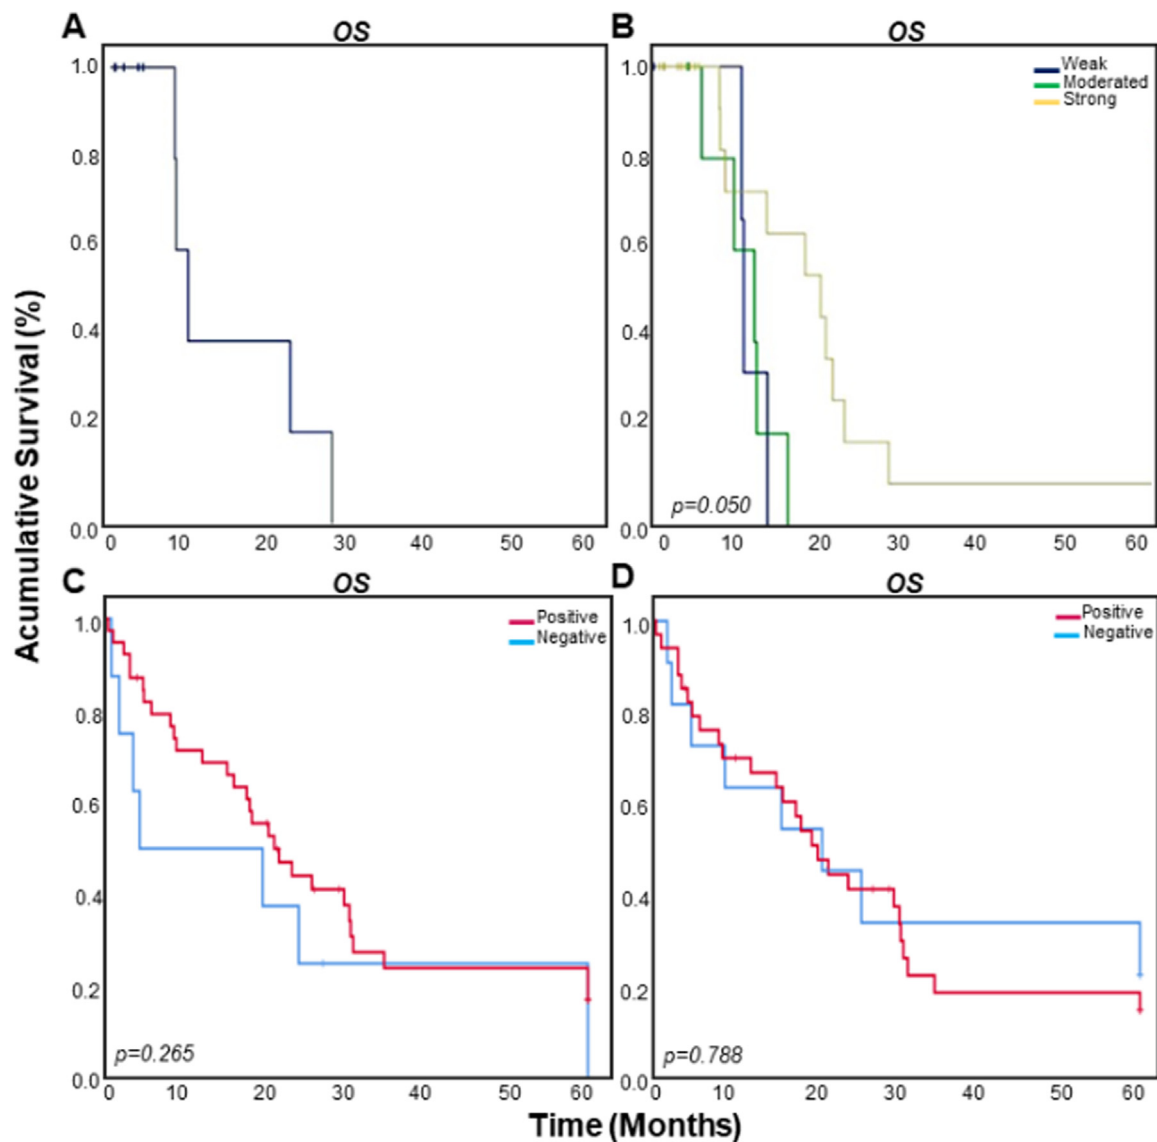 A
OS
1.0
0.8
0.6
0.4
0.2
0.0
0 10 20 30 40 50 60
B
OS
Weak
Moderated
Strong
1.0
0.8
0.6
0.4
0.2
0.0
p=0.050
0 10 20 30 40 50 60
Acumulative Survival (%)
C
OS
Positive
Negative
1.0
0.8
0.6
0.4
0.2
0.0
p=0.265
0 10 20 30 40 50 60
D
OS
Positive
Negative
1.0
0.8
0.6
0.4
0.2
0.0
p=0.788
0 10 20 30 40 50 60
Time (Months)